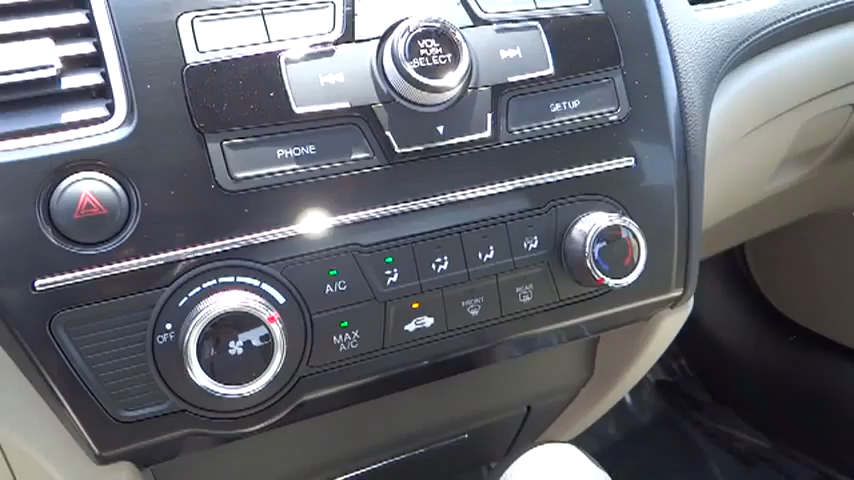 VOL
PUSH
SELECT
SETUP
PHONE
A/C
OFF
MAX
A/C
FRONT
REAR